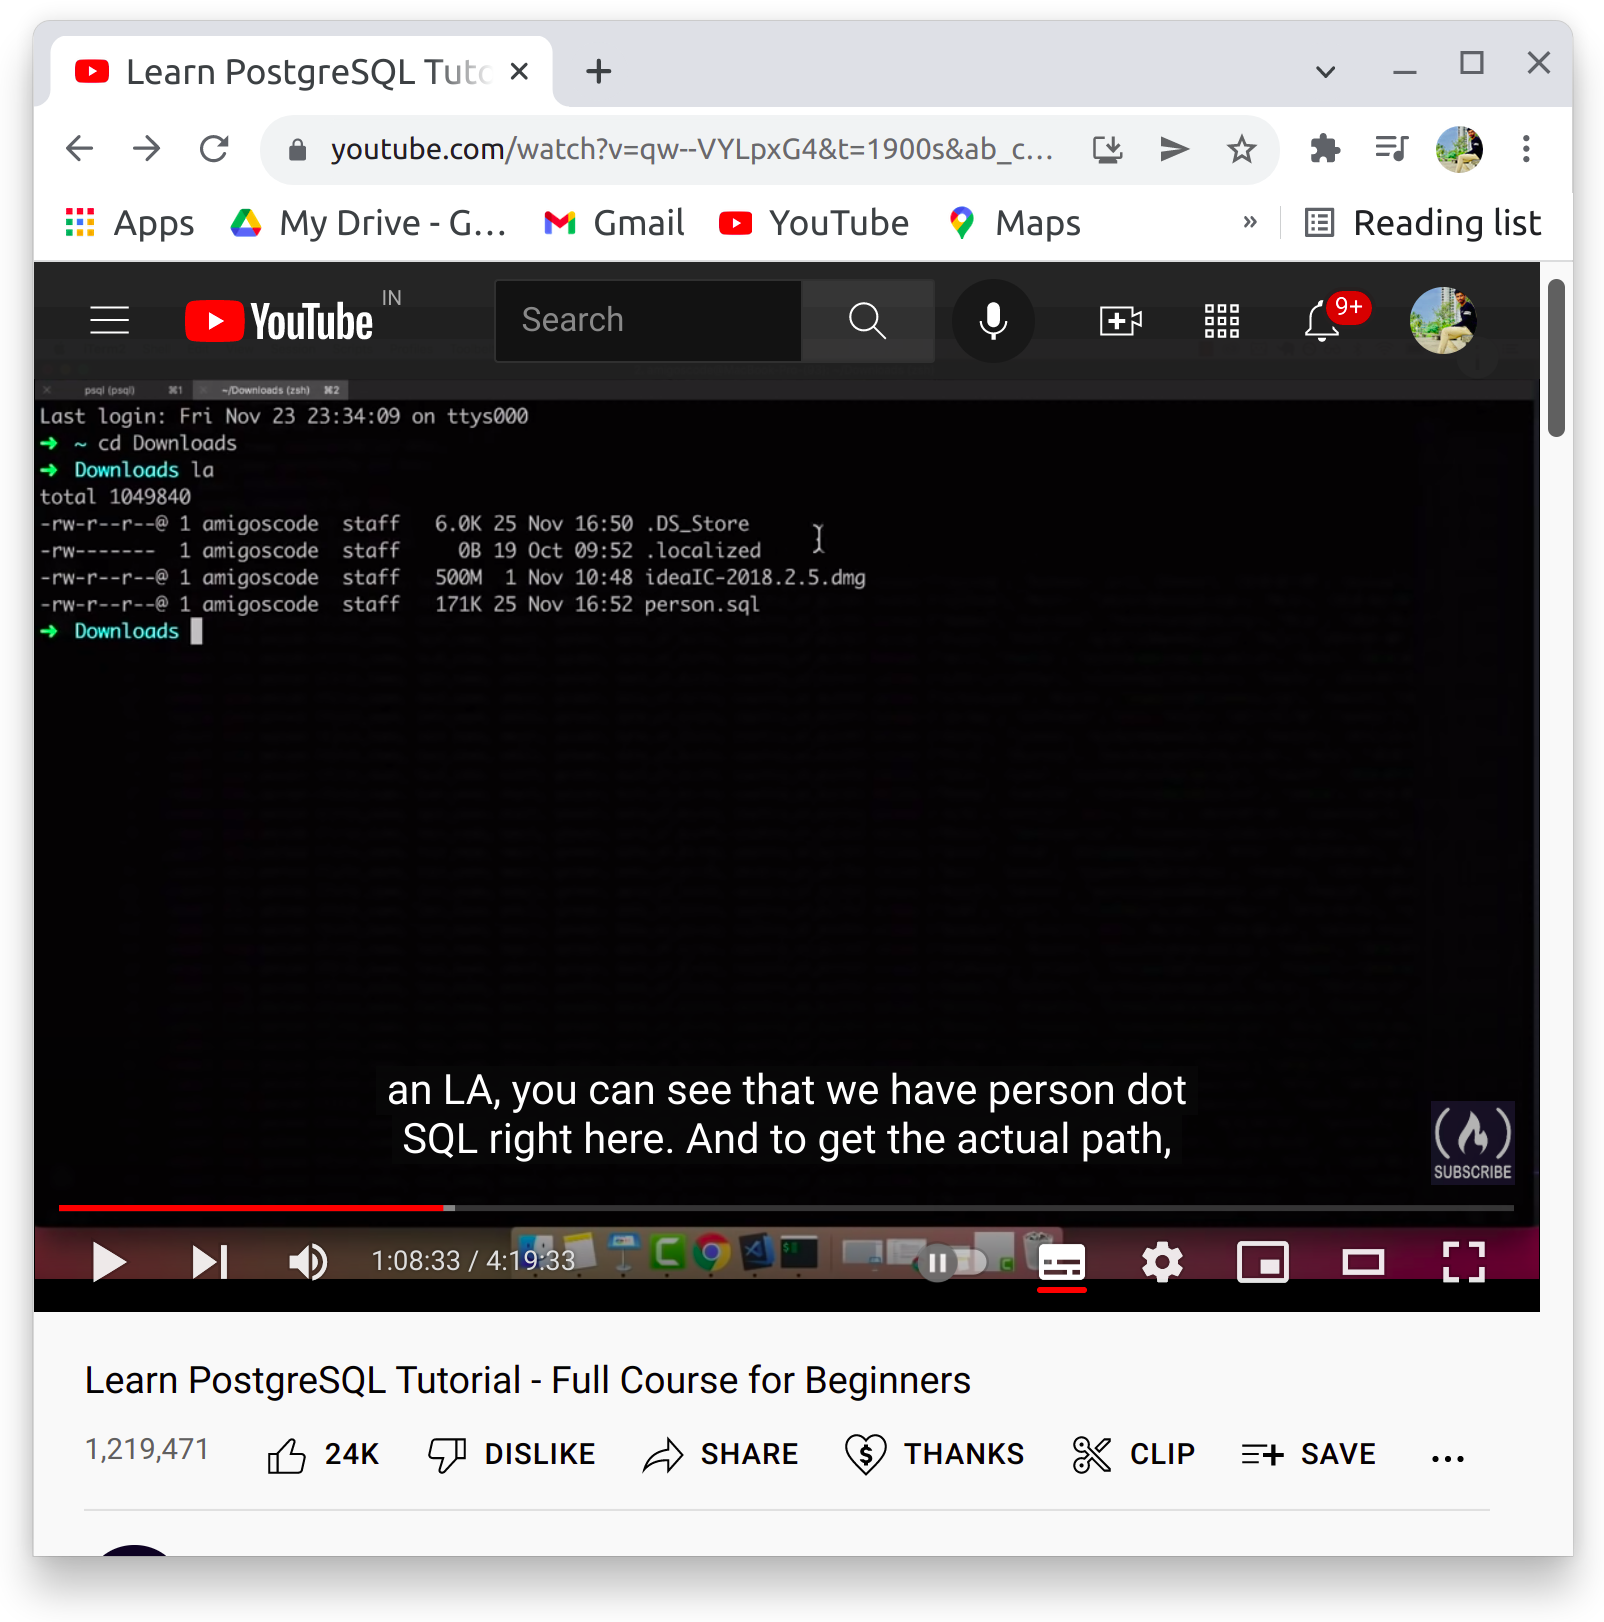 Learn PostgreSQL Tuto
youtube.com/watch?v=qw--VYLpxG4&t=1900s&ab_c...
Apps My Drive - G... Gmail YouTube Maps » Reading list
YouTube IN Search 9+
psql (psql) ⌘1 ~/Downloads (zsh) ⌘2
Last login: Fri Nov 23 23:34:09 on ttys000
➜ ~ cd Downloads
➜ Downloads la
total 1049840
-rw-r--r--@ 1 amigoscode staff 6.0K 25 Nov 16:50 .DS_Store
-rw------- 1 amigoscode staff 0B 19 Oct 09:52 .localized
-rw-r--r--@ 1 amigoscode staff 500M 1 Nov 10:48 ideaIC-2018.2.5.dmg
-rw-r--r--@ 1 amigoscode staff 171K 25 Nov 16:52 person.sql
➜ Downloads
an LA, you can see that we have person dot
SQL right here. And to get the actual path,
SUBSCRIBE
1:08:33 / 4:19:33
Learn PostgreSQL Tutorial - Full Course for Beginners
1,219,471 24K DISLIKE SHARE THANKS CLIP SAVE ...